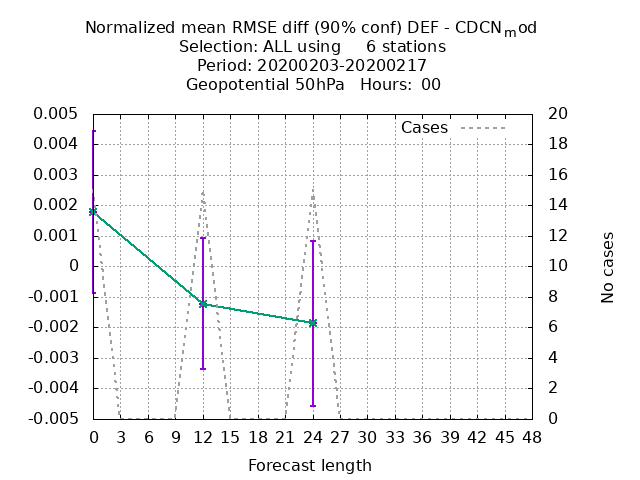 Normalized mean RMSE diff (90% conf) DEF - CDCNmod
Selection: ALL using     6 stations
Period: 20200203-20200217
Geopotential 50hPa   Hours:  00
Cases
0.005
0.004
0.003
0.002
0.001
0
-0.001
-0.002
-0.003
-0.004
-0.005
20
18
16
14
12
10
8
6
4
2
0
No cases
0 3 6 9 12 15 18 21 24 27 30 33 36 39 42 45 48
Forecast length